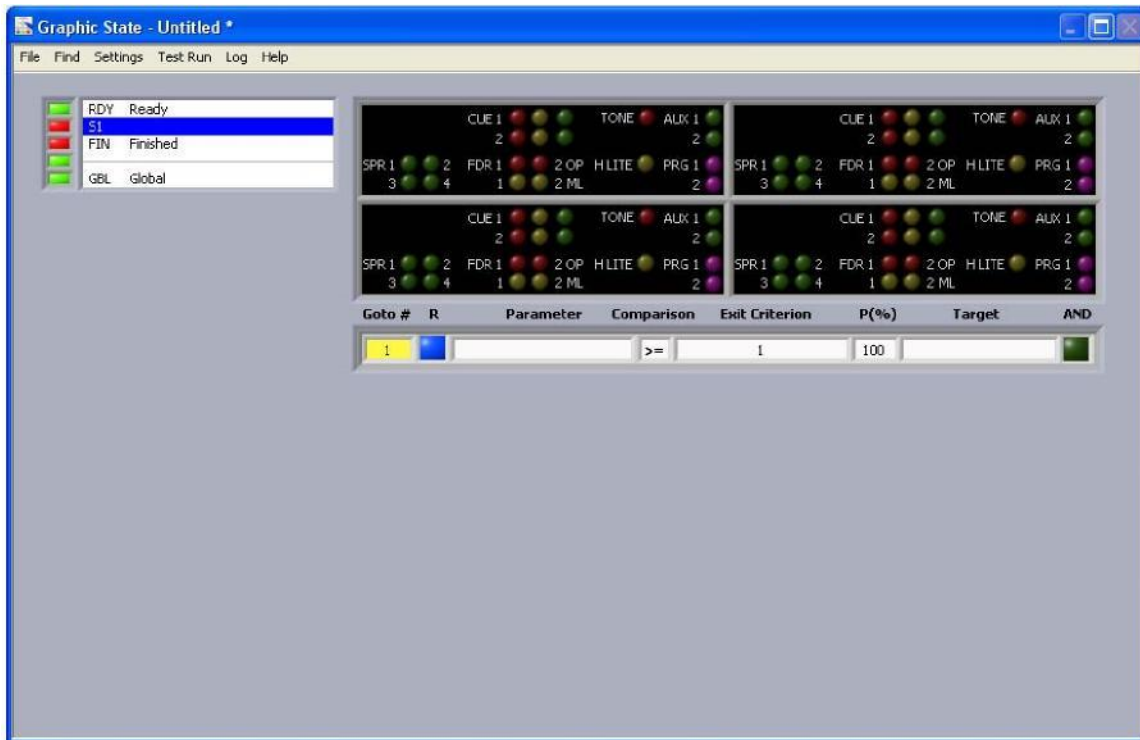 Graphic State - Untitled *
File Find Settings Test Run Log Help
RDY Ready
S1
FIN Finished
GBL Global
CUE 1 TONE AUX 1 CUE 1 TONE AUX 1
2 2 2 2
SPR 1 2 FDR 1 2 OP H LITE PRG 1 SPR 1 2 FDR 1 2 OP H LITE PRG 1
3 4 1 2 ML 2 3 4 1 2 ML 2
CUE 1 TONE AUX 1 CUE 1 TONE AUX 1
2 2 2 2
SPR 1 2 FDR 1 2 OP H LITE PRG 1 SPR 1 2 FDR 1 2 OP H LITE PRG 1
3 4 1 2 ML 2 3 4 1 2 ML 2
Goto # R Parameter Comparison Exit Criterion P(%) Target AND
1 >= 1 100